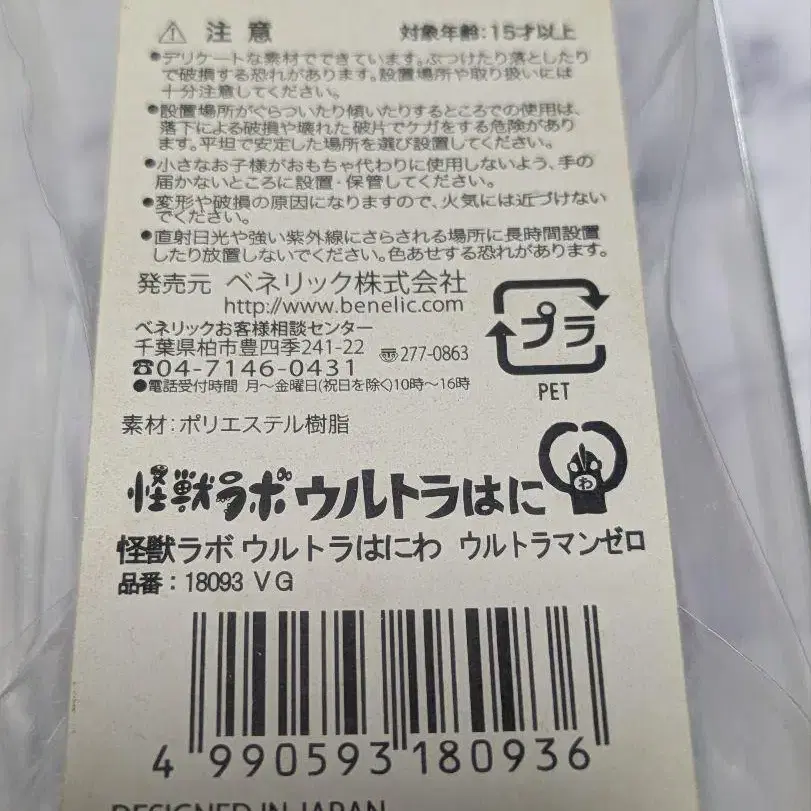 ⚠ 注意 対象年齢:15才以上
●デリケートな素材でできています。ぶつけたり落としたり
で破損する恐れがあります。設置場所や取り扱いには
十分注意してください。
●設置場所がぐらついたり傾いたりするところでの使用は、
落下による破損や壊れた破片でケガをする危険があり
ます。平坦で安定した場所を選び設置してください。
●小さなお子様がおもちゃ代わりに使用しないよう、手の
届かないところに設置・保管してください。
●変形や破損の原因になりますので、火気には近づけない
でください。
●直射日光や強い紫外線にさらされる場所に長時間設置
したり放置しないでください。色あせする恐れがあります。
発売元 ベネリック株式会社
http://www.benelic.com
ベネリックお客様相談センター
千葉県柏市豊四季241-22 〠277-0863
☎04-7146-0431
●電話受付時間 月～金曜日(祝日を除く)10時～16時
プラ
PET
素材:ポリエステル樹脂
怪獣ラボ ウルトラはに
わ
怪獣ラボ ウルトラはにわ ウルトラマンゼロ
品番:18093 VG
4 990593 180936
DESIGNED IN JAPAN